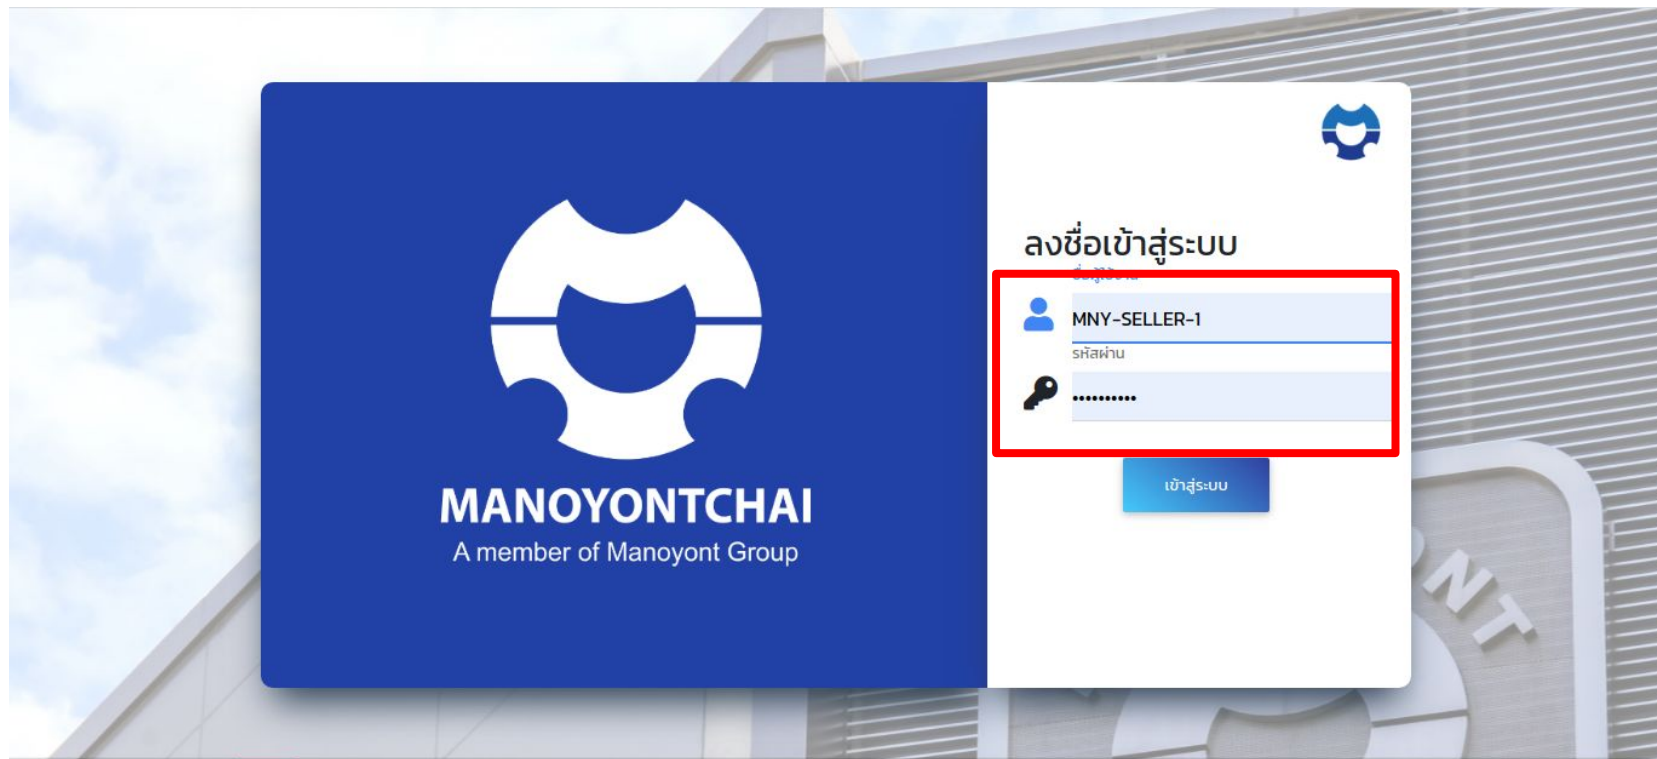 MANOYONTCHAI
A member of Manoyont Group
ลงชื่อเข้าสู่ระบบ
MNY-SELLER-1
รหัสผ่าน
••••••••••
เข้าสู่ระบบ